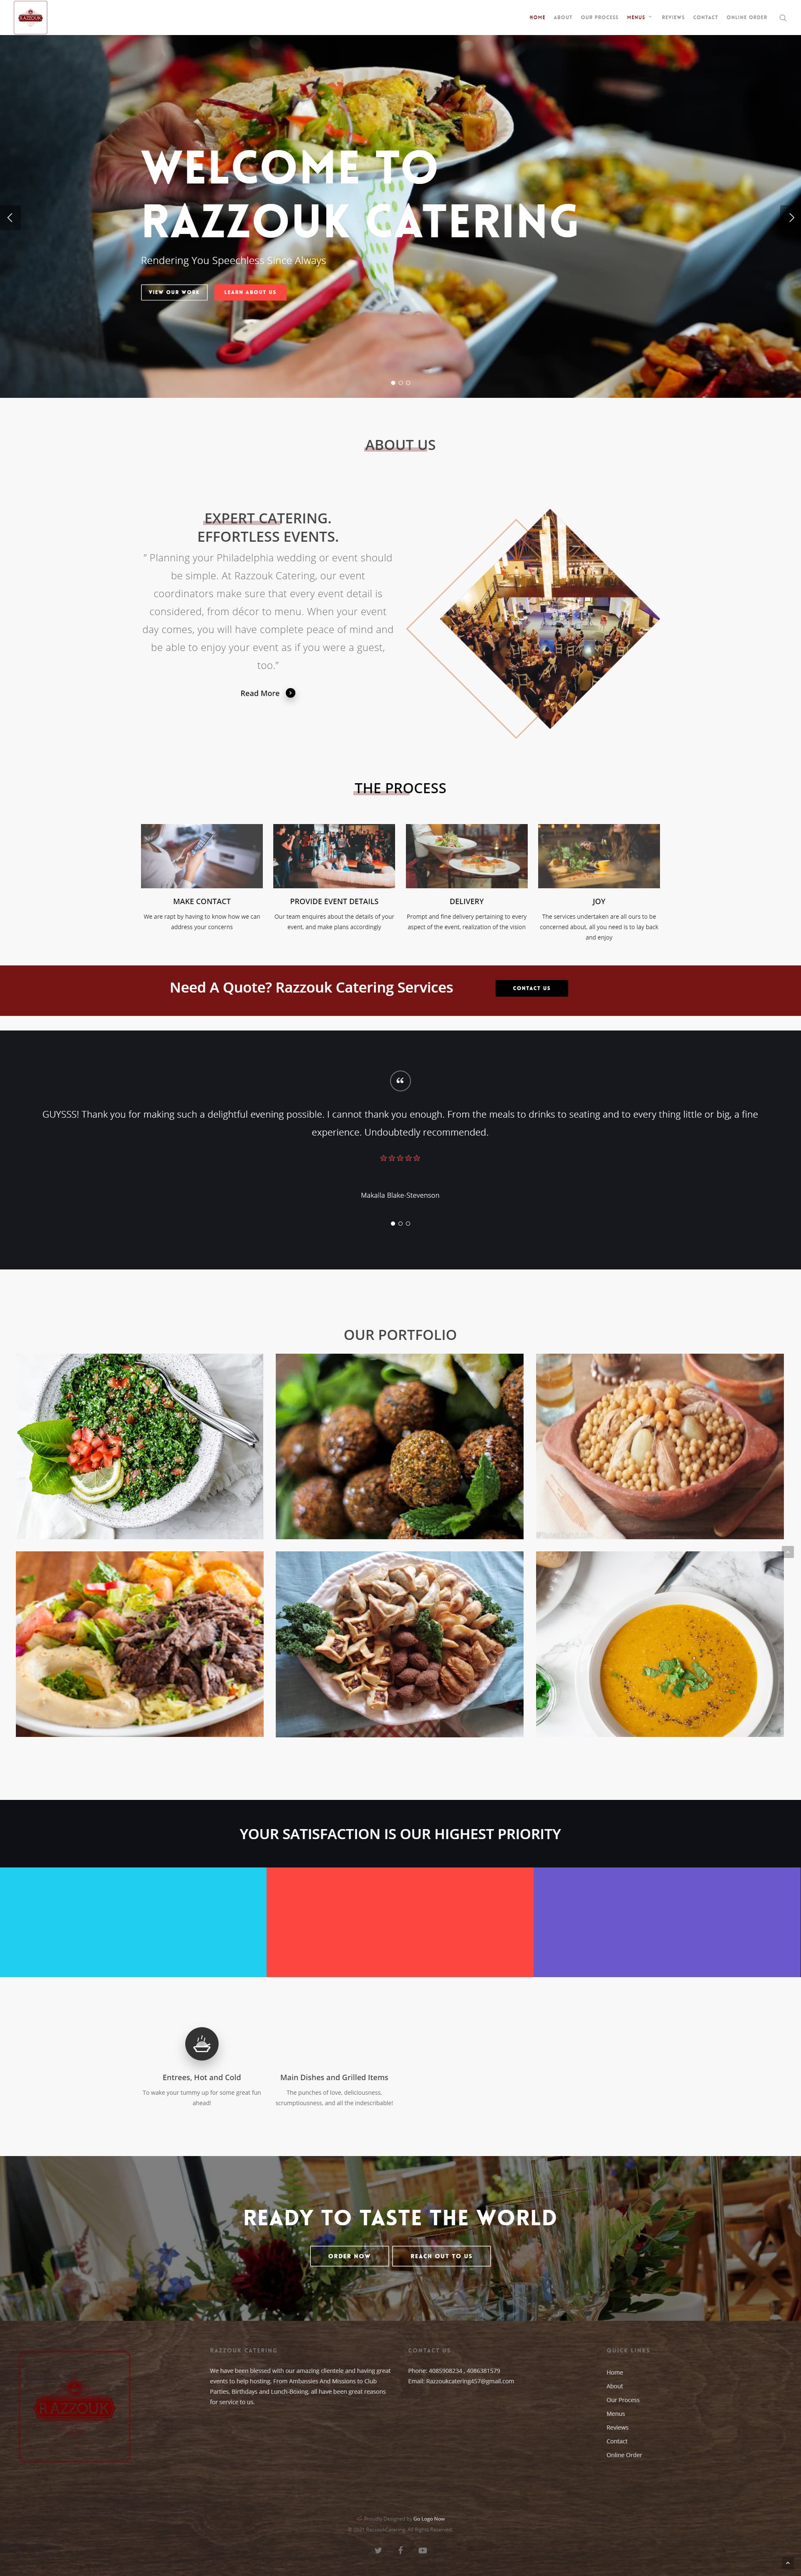 RAZZOUK
HOME ABOUT OUR PROCESS MENUS REVIEWS CONTACT ONLINE ORDER
WELCOME TO
RAZZOUK CATERING
Rendering You Speechless Since Always
VIEW OUR WORK LEARN ABOUT US
ABOUT US
EXPERT CATERING.
EFFORTLESS EVENTS.
” Planning your Philadelphia wedding or event should
be simple. At Razzouk Catering, our event
coordinators make sure that every event detail is
considered, from décor to menu. When your event
day comes, you will have complete peace of mind and
be able to enjoy your event as if you were a guest,
too.”
Read More
THE PROCESS
MAKE CONTACT
We are rapt by having to know how we can
address your concerns
PROVIDE EVENT DETAILS
Our team enquires about the details of your
event, and make plans accordingly
DELIVERY
Prompt and fine delivery pertaining to every
aspect of the event, realization of the vision
JOY
The services undertaken are all ours to be
concerned about, all you need is to lay back
and enjoy
Need A Quote? Razzouk Catering Services
CONTACT US
GUYSSS! Thank you for making such a delightful evening possible. I cannot thank you enough. From the meals to drinks to seating and to every thing little or big, a fine
experience. Undoubtedly recommended.
Makaila Blake-Stevenson
OUR PORTFOLIO
YOUR SATISFACTION IS OUR HIGHEST PRIORITY
Entrees, Hot and Cold
To wake your tummy up for some great fun
ahead!
Main Dishes and Grilled Items
The punches of love, deliciousness,
scrumptiousness, and all the indescribable!
READY TO TASTE THE WORLD
ORDER NOW REACH OUT TO US
RAZZOUK
RAZZOUK CATERING
We have been blessed with our amazing clientele and having great
events to help hosting. From Ambassies And Missions to Club
Parties, Birthdays and Lunch-Boxing, all have been great reasons
for service to us.
CONTACT US
Phone: 4085908234 , 4086381579
Email: Razzoukcatering457@gmail.com
QUICK LINKS
Home
About
Our Process
Menus
Reviews
Contact
Online Order
Proudly Designed by Go Logo Now
© 2021 RazzoukCatering. All Rights Reserved.